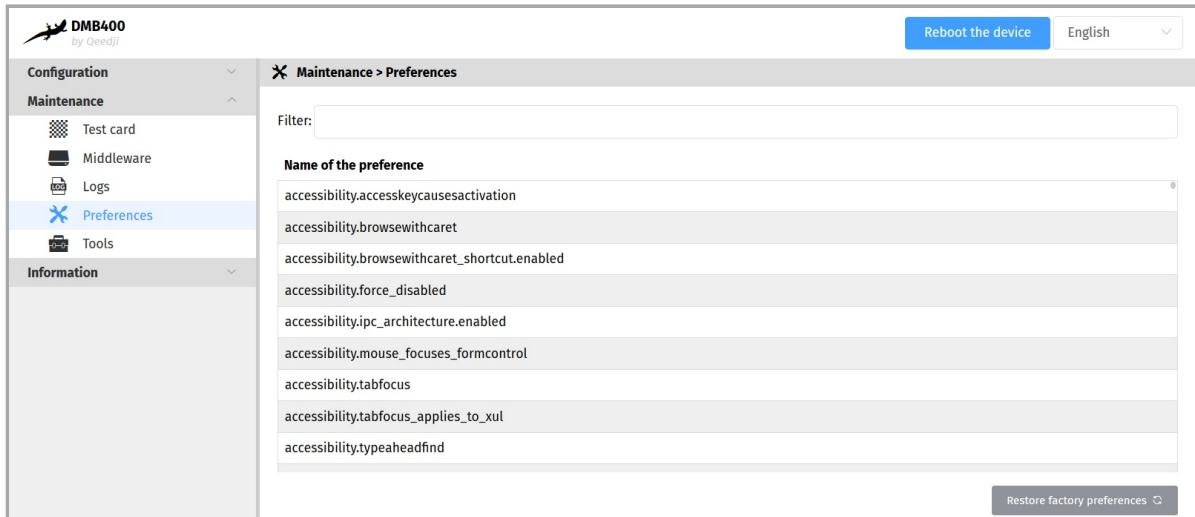 DMB400
by Qeedji
Reboot the device
English
Configuration
Maintenance
Test card
Middleware
LOG
Logs
Preferences
Tools
Information
Maintenance > Preferences
Filter:
Name of the preference
accessibility.accesskeycausesactivation
accessibility.browsewithcaret
accessibility.browsewithcaret_shortcut.enabled
accessibility.force_disabled
accessibility.ipc_architecture.enabled
accessibility.mouse_focuses_formcontrol
accessibility.tabfocus
accessibility.tabfocus_applies_to_xul
accessibility.typeaheadfind
Restore factory preferences